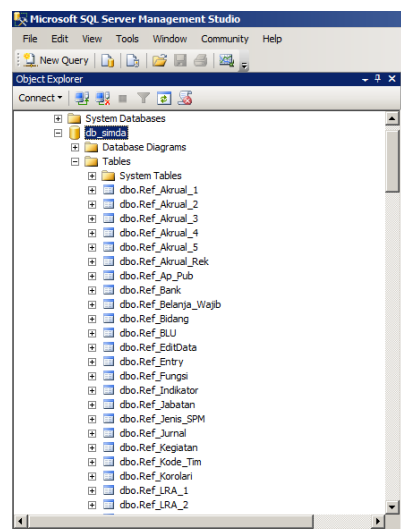 Microsoft SQL Server Management Studio
File Edit View Tools Window Community Help
New Query
Object Explorer
Connect
System Databases
db_simda
Database Diagrams
Tables
System Tables
dbo.Ref_Akrual_1
dbo.Ref_Akrual_2
dbo.Ref_Akrual_3
dbo.Ref_Akrual_4
dbo.Ref_Akrual_5
dbo.Ref_Akrual_Rek
dbo.Ref_Ap_Pub
dbo.Ref_Bank
dbo.Ref_Belanja_Wajib
dbo.Ref_Bidang
dbo.Ref_BLU
dbo.Ref_EditData
dbo.Ref_Entry
dbo.Ref_Fungsi
dbo.Ref_Indikator
dbo.Ref_Jabatan
dbo.Ref_Jenis_SPM
dbo.Ref_Jurnal
dbo.Ref_Kegiatan
dbo.Ref_Kode_Tim
dbo.Ref_Korolari
dbo.Ref_LRA_1
dbo.Ref_LRA_2